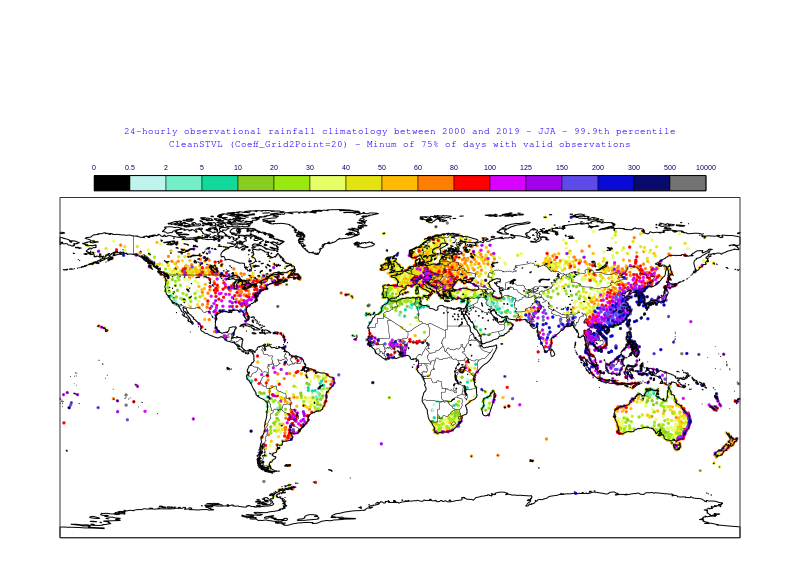 24-hourly observational rainfall climatology between 2000 and 2019 - JJA - 99.9th percentile
CleanSTVL (Coeff_Grid2Point=20) - Minum of 75% of days with valid observations
0 0.5 2 5 10 20 30 40 50 60 80 100 125 150 200 300 500 10000